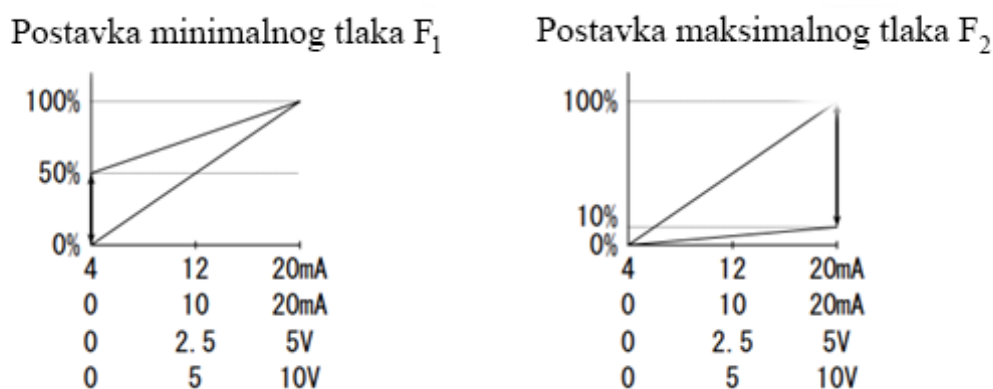 Postavka minimalnog tlaka F₁
100%
50%
0%
4 12 20mA
0 10 20mA
0 2.5 5V
0 5 10V
Postavka maksimalnog tlaka F₂
100%
10%
0%
4 12 20mA
0 10 20mA
0 2.5 5V
0 5 10V